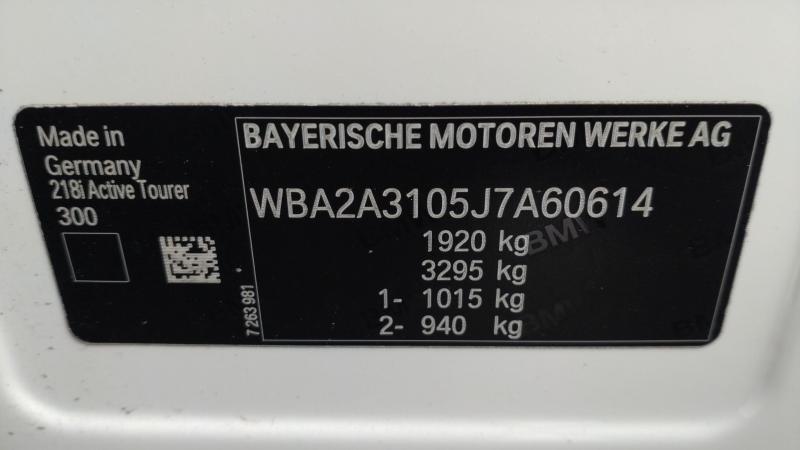 Made in
Germany
218i Active Tourer
300
BAYERISCHE MOTOREN WERKE AG
WBA2A3105J7A60614
1920 kg
3295 kg
1- 1015 kg
2- 940 kg
7 263 981
BMW